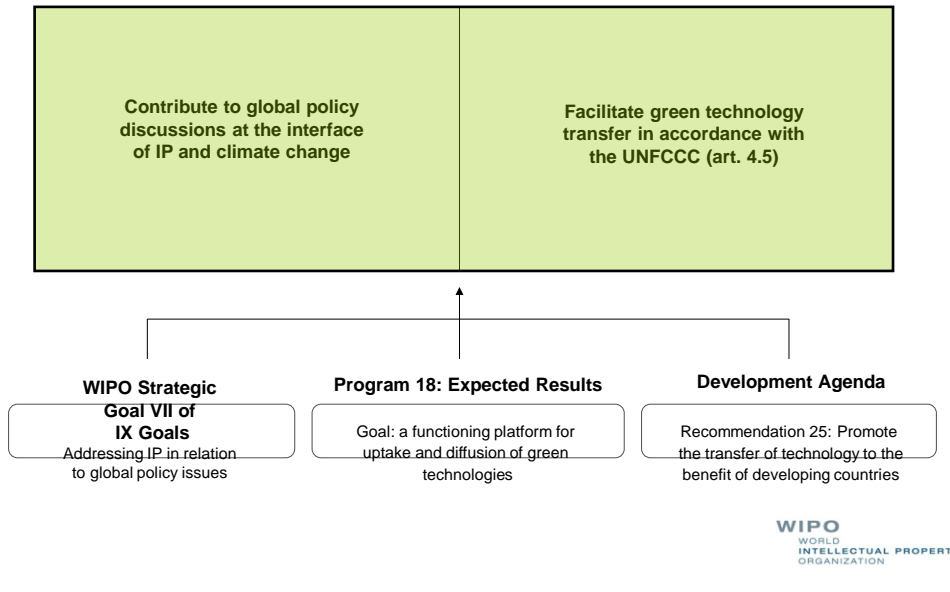 Contribute to global policy
discussions at the interface
of IP and climate change
Facilitate green technology
transfer in accordance with
the UNFCCC (art. 4.5)
WIPO Strategic
Goal VII of
IX Goals
Addressing IP in relation
to global policy issues
Program 18: Expected Results
Goal: a functioning platform for
uptake and diffusion of green
technologies
Development Agenda
Recommendation 25: Promote
the transfer of technology to the
benefit of developing countries
WIPO
WORLD
INTELLECTUAL PROPERT
ORGANIZATION